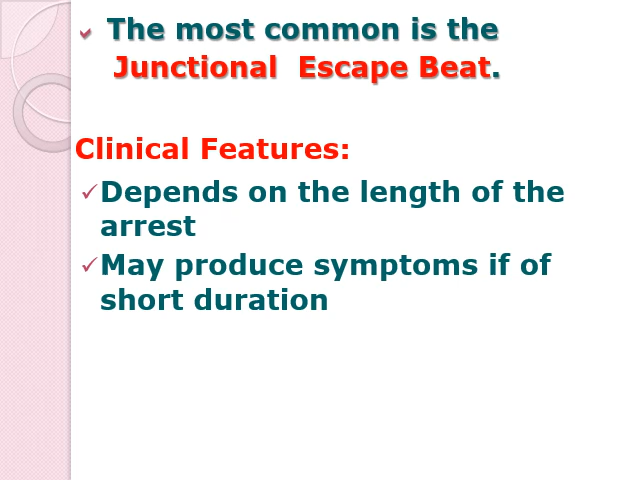 The most common is the
Junctional Escape Beat.
Clinical Features:
Depends on the length of the
arrest
May produce symptoms if of
short duration